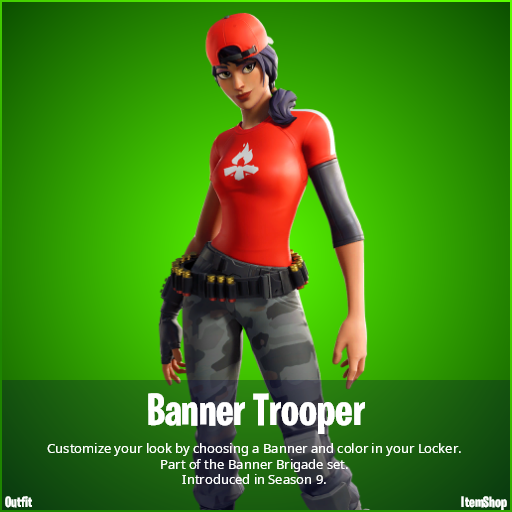 Banner Trooper
Customize your look by choosing a Banner and color in your Locker.
Part of the Banner Brigade set.
Introduced in Season 9.
Outfit
ItemShop